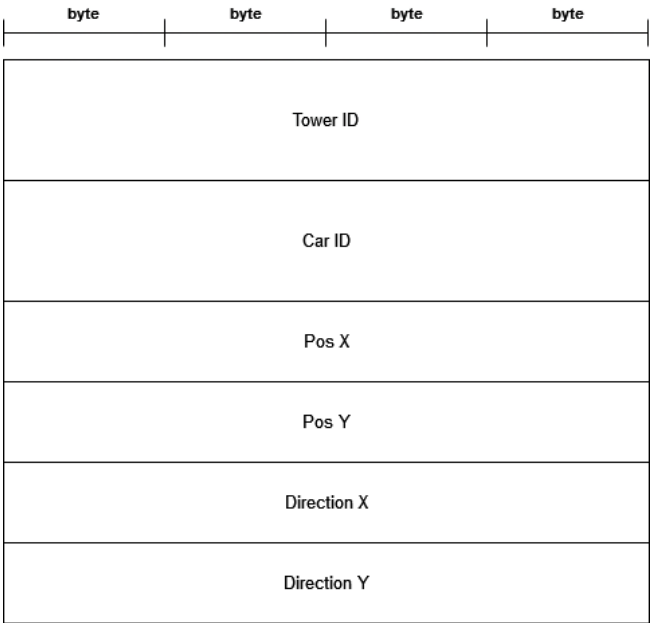 byte byte byte byte
Tower ID
Car ID
Pos X
Pos Y
Direction X
Direction Y